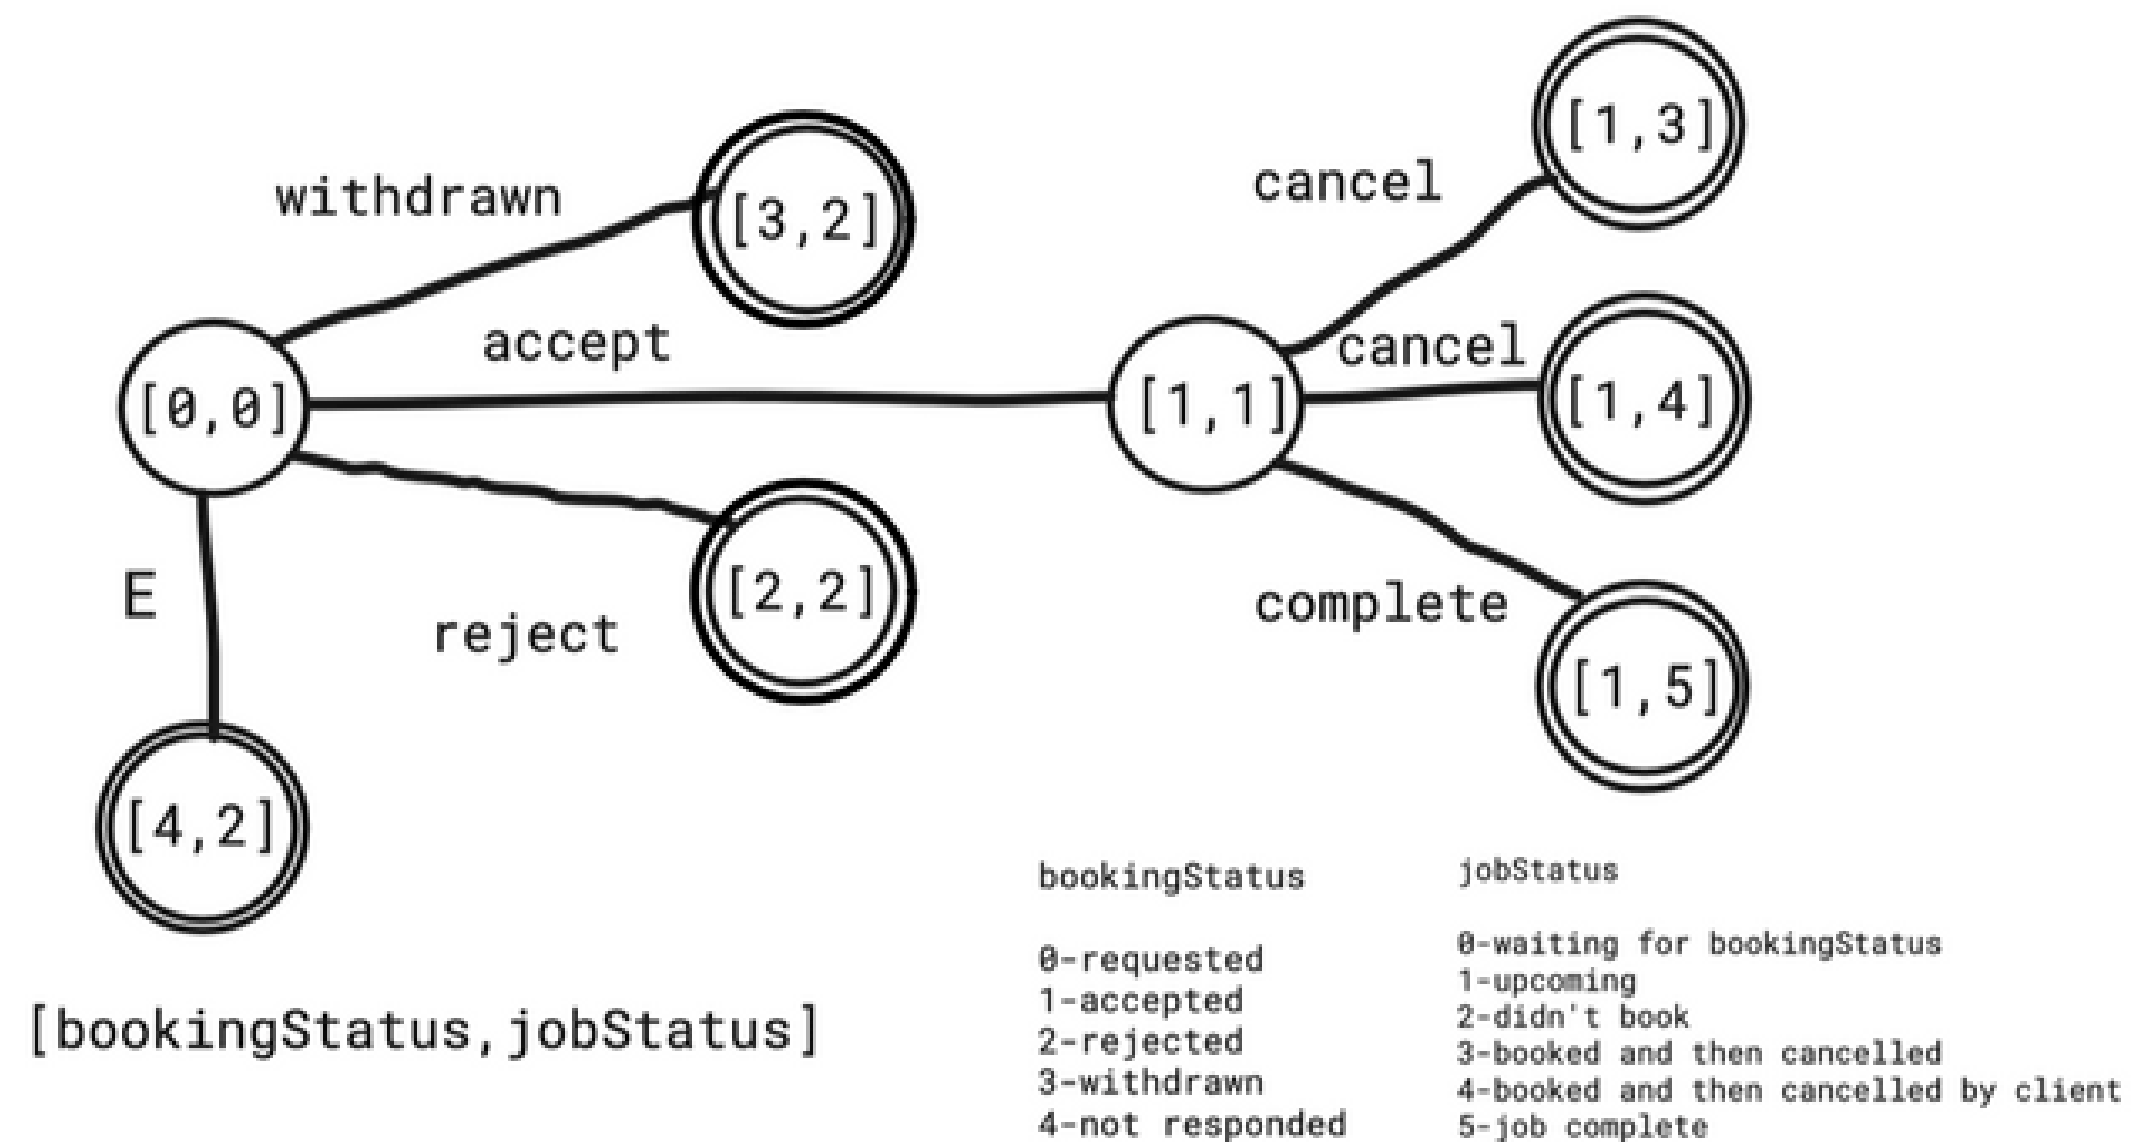 [1,3]
cancel
withdrawn
[3,2]
accept
cancel
[0,0]
[1,1]
[1,4]
E
reject
[2,2]
complete
[1,5]
[4,2]
[bookingStatus,jobStatus]
bookingStatus
0-requested
1-accepted
2-rejected
3-withdrawn
4-not responded
jobStatus
0-waiting for bookingStatus
1-upcoming
2-didn't book
3-booked and then cancelled
4-booked and then cancelled by client
5-job complete